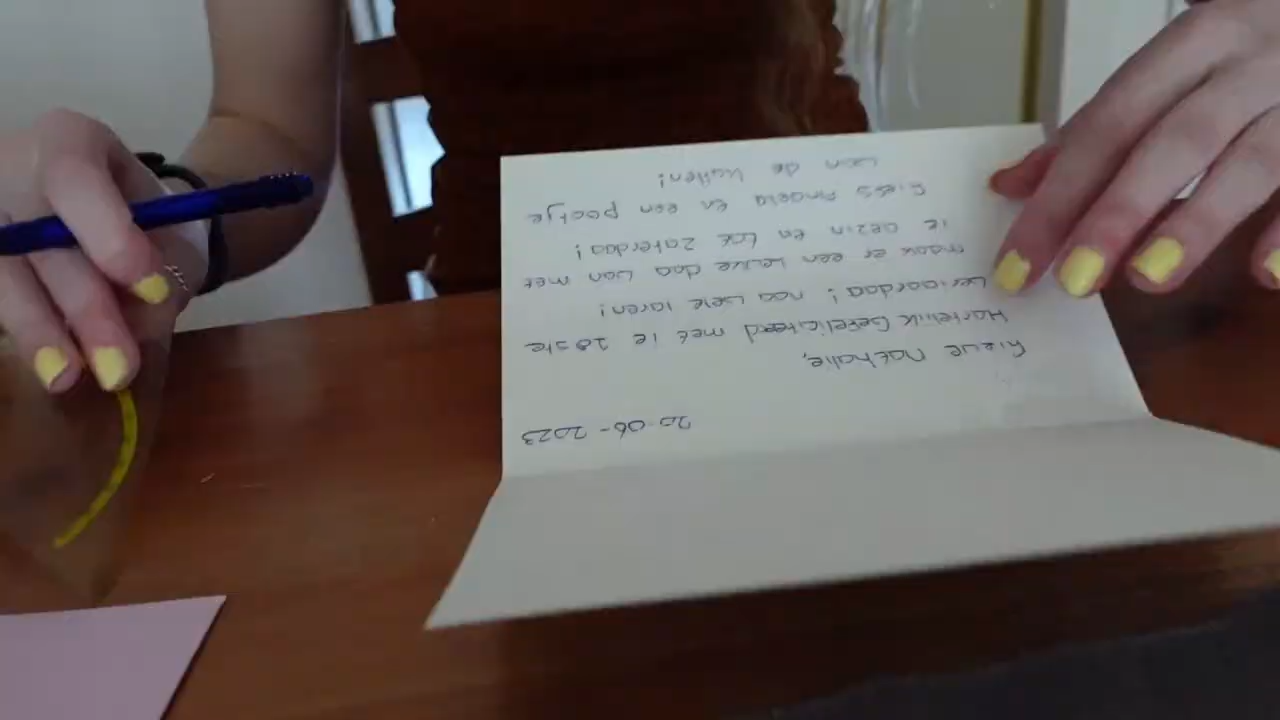 20-06-2023
Lieve Nathalie,
Hartelijk Gefeliciteerd met je 20ste
Verjaardag! nog vele jaren!
maak er een leuke dag van met
je gezin en tot zaterdag!
liefs Angela en een pootje
van de katten!